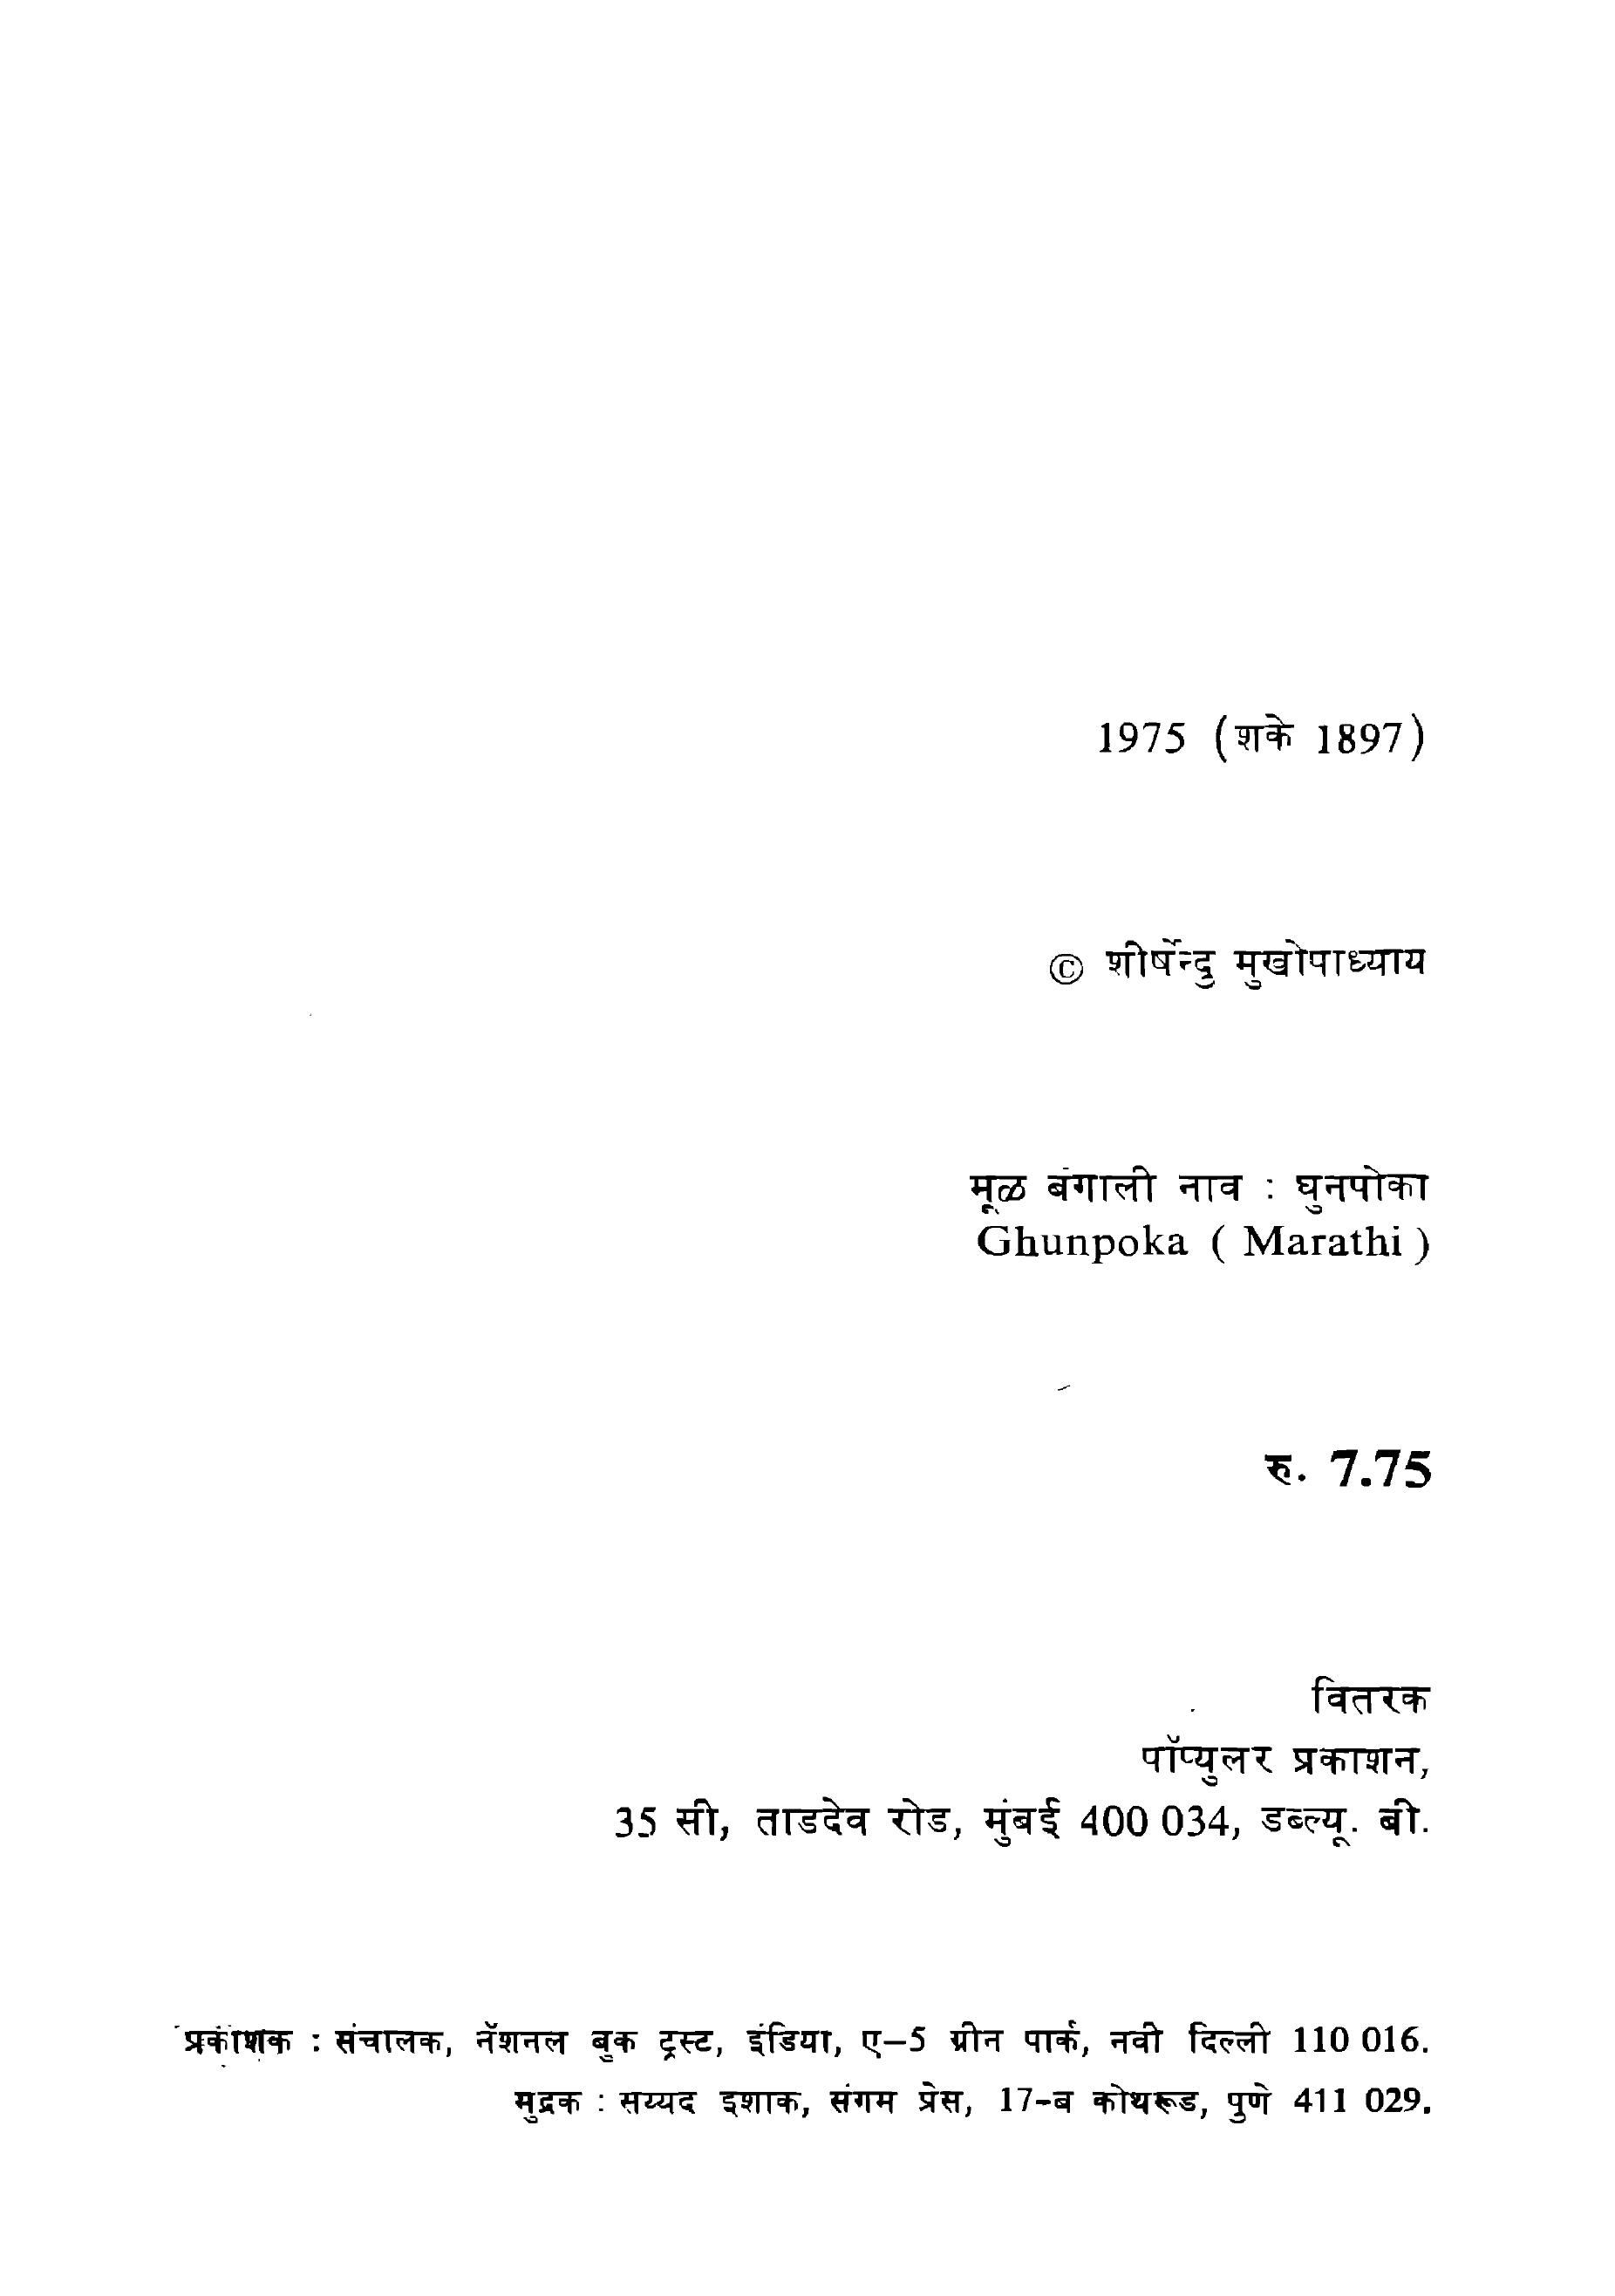 1975 (शके 1897)
© शीर्षेन्दु मुखोपाध्याय
मूळ बंगाली नाव : घुनपोका
Ghunpoka ( Marathi )
रु. 7.75
वितरक
पॉप्युलर प्रकाशन,
35 सी, ताडदेव रोड, मुंबई 400 034, डब्ल्यू. बी.
प्रकाशक : संचालक, नॅशनल बुक ट्रस्ट, इंडिया, ए–5 ग्रीन पार्क, नवी दिल्ली 110 016.
मुद्रक : सय्यद इशाक, संगम प्रेस, 17-ब कोथरूड, पुणे 411 029.